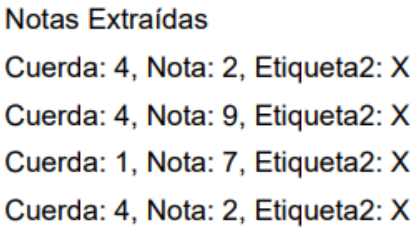 Notas Extraídas
Cuerda: 4, Nota: 2, Etiqueta2: X
Cuerda: 4, Nota: 9, Etiqueta2: X
Cuerda: 1, Nota: 7, Etiqueta2: X
Cuerda: 4, Nota: 2, Etiqueta2: X